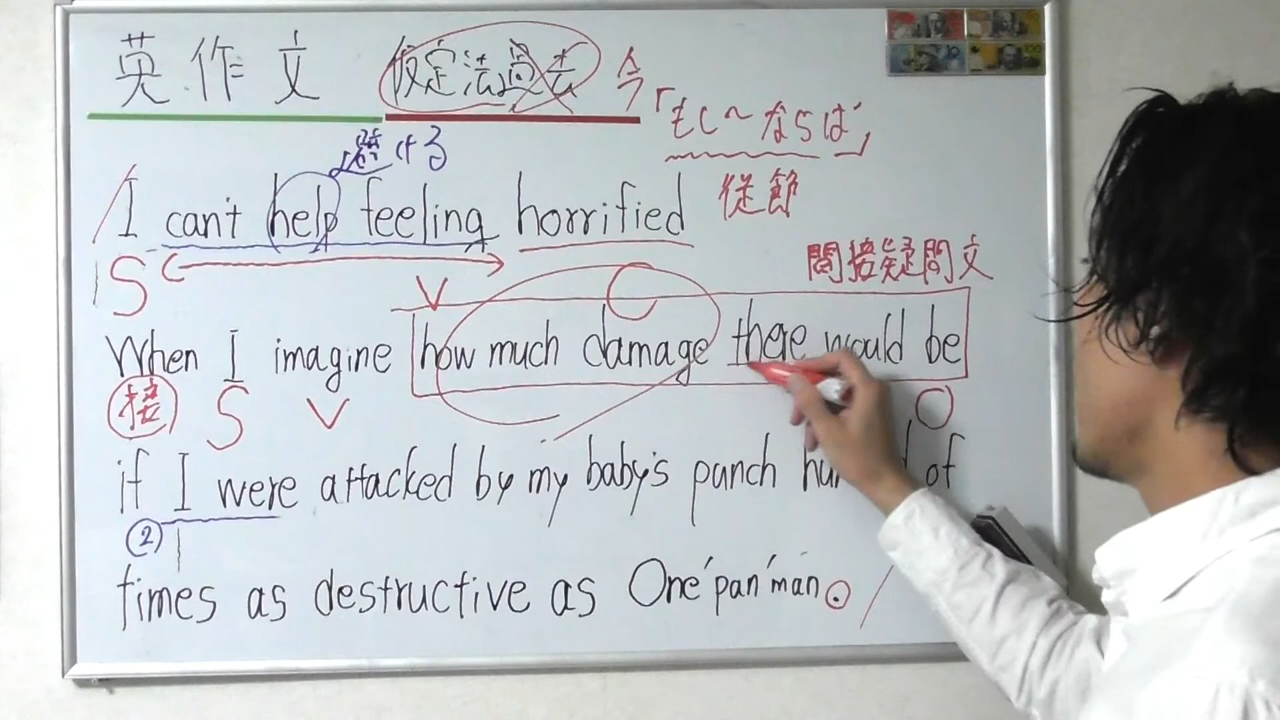 英作文 仮定法過去 今「もし〜ならば」
避ける
従節
I can't help feeling horrified
S
間接疑問文
V
When I imagine how much damage there would be
接 S V O
if I were attacked by my baby's punch of
②
times as destructive as One'pan'man.